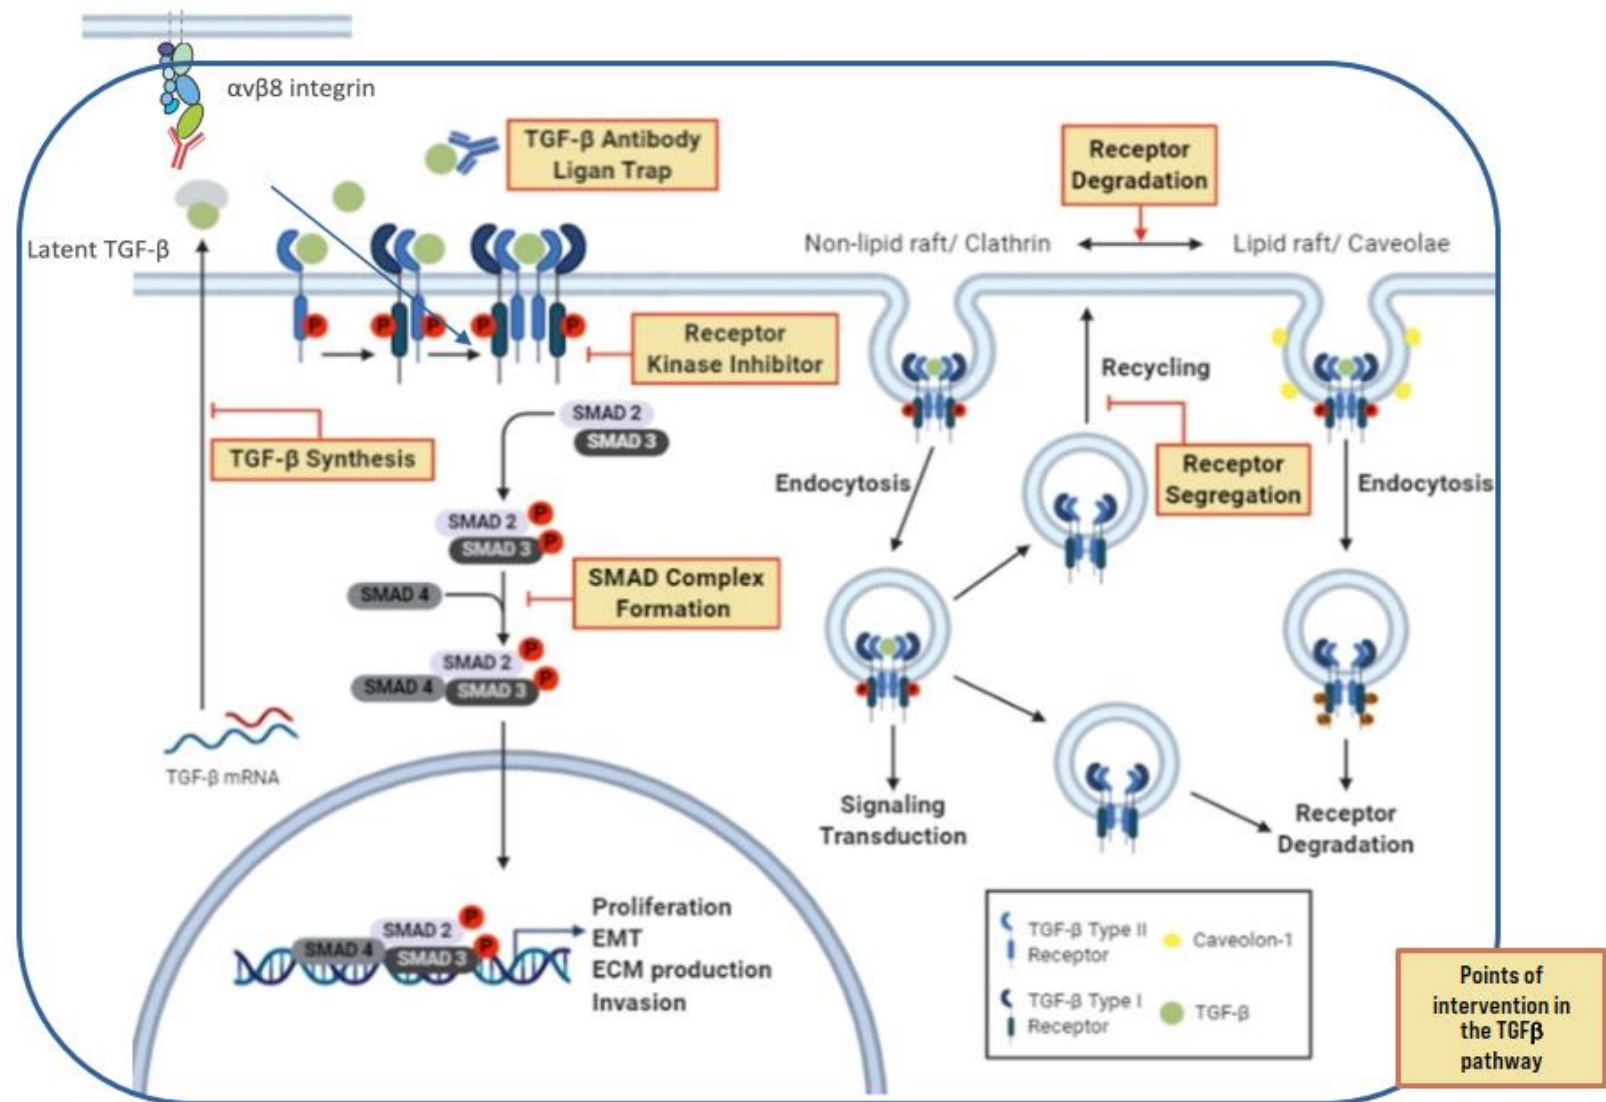 αvβ8 integrin
TGF-β Antibody
Ligan Trap
Latent TGF-β
Receptor
Degradation
Non-lipid raft/ Clathrin
Lipid raft/ Caveolae
P
P
P
P
P
Receptor
Kinase Inhibitor
Recycling
TGF-β Synthesis
SMAD 2
SMAD 3
Endocytosis
Receptor
Segregation
Endocytosis
SMAD 2
P
SMAD 3
P
SMAD 4
SMAD Complex
Formation
SMAD 2
P
SMAD 4
SMAD 3
P
TGF-β mRNA
Signaling
Transduction
Receptor
Degradation
SMAD 2
P
SMAD 4
SMAD 3
P
Proliferation
EMT
ECM production
Invasion
TGF-β Type II
Receptor
Caveolon-1
TGF-β Type I
Receptor
TGF-β
Points of
intervention in
the TGFβ
pathway